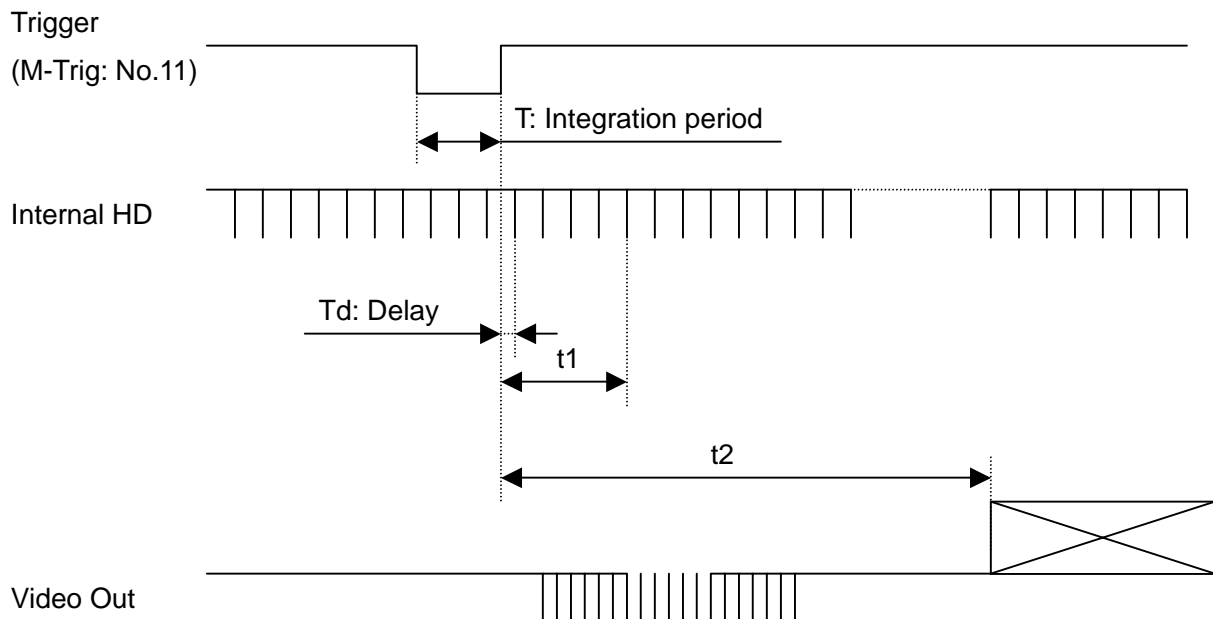 Trigger
(M-Trig: No.11)
T: Integration period
Internal HD
Td: Delay
t1
t2
Video Out